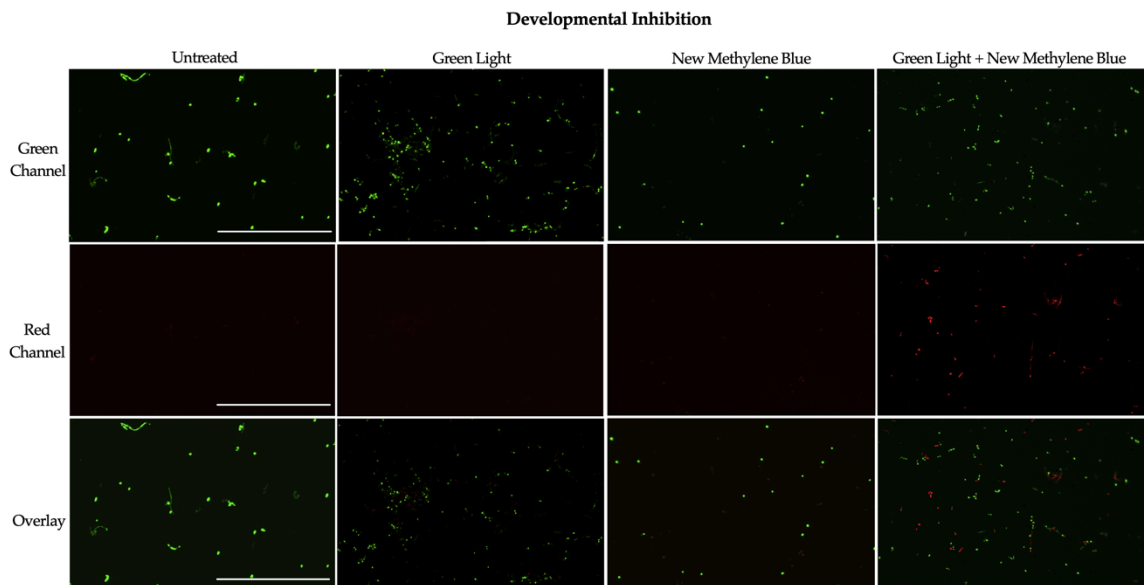 Developmental Inhibition
Untreated
Green Light
New Methylene Blue
Green Light + New Methylene Blue
Green
Channel
Red
Channel
Overlay